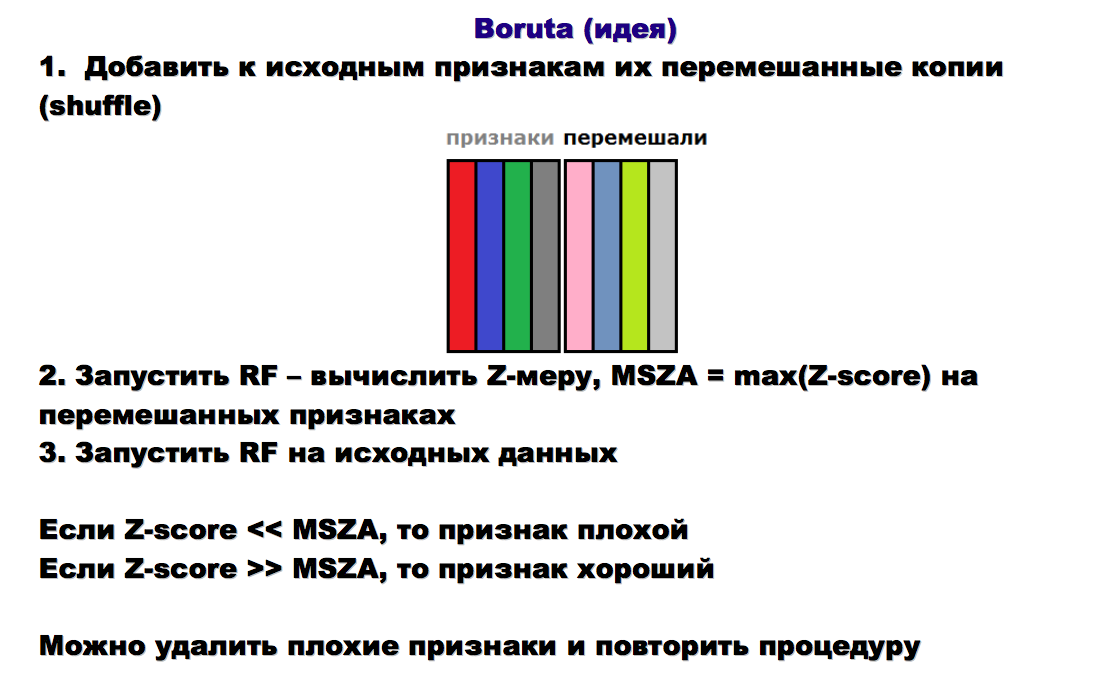 Boruta (идея)
1. Добавить к исходным признакам их перемешанные копии
(shuffle)
признаки перемешали
2. Запустить RF – вычислить Z-меру, MSZA = max(Z-score) на
перемешанных признаках
3. Запустить RF на исходных данных
Если Z-score << MSZA, то признак плохой
Если Z-score >> MSZA, то признак хороший
Можно удалить плохие признаки и повторить процедуру